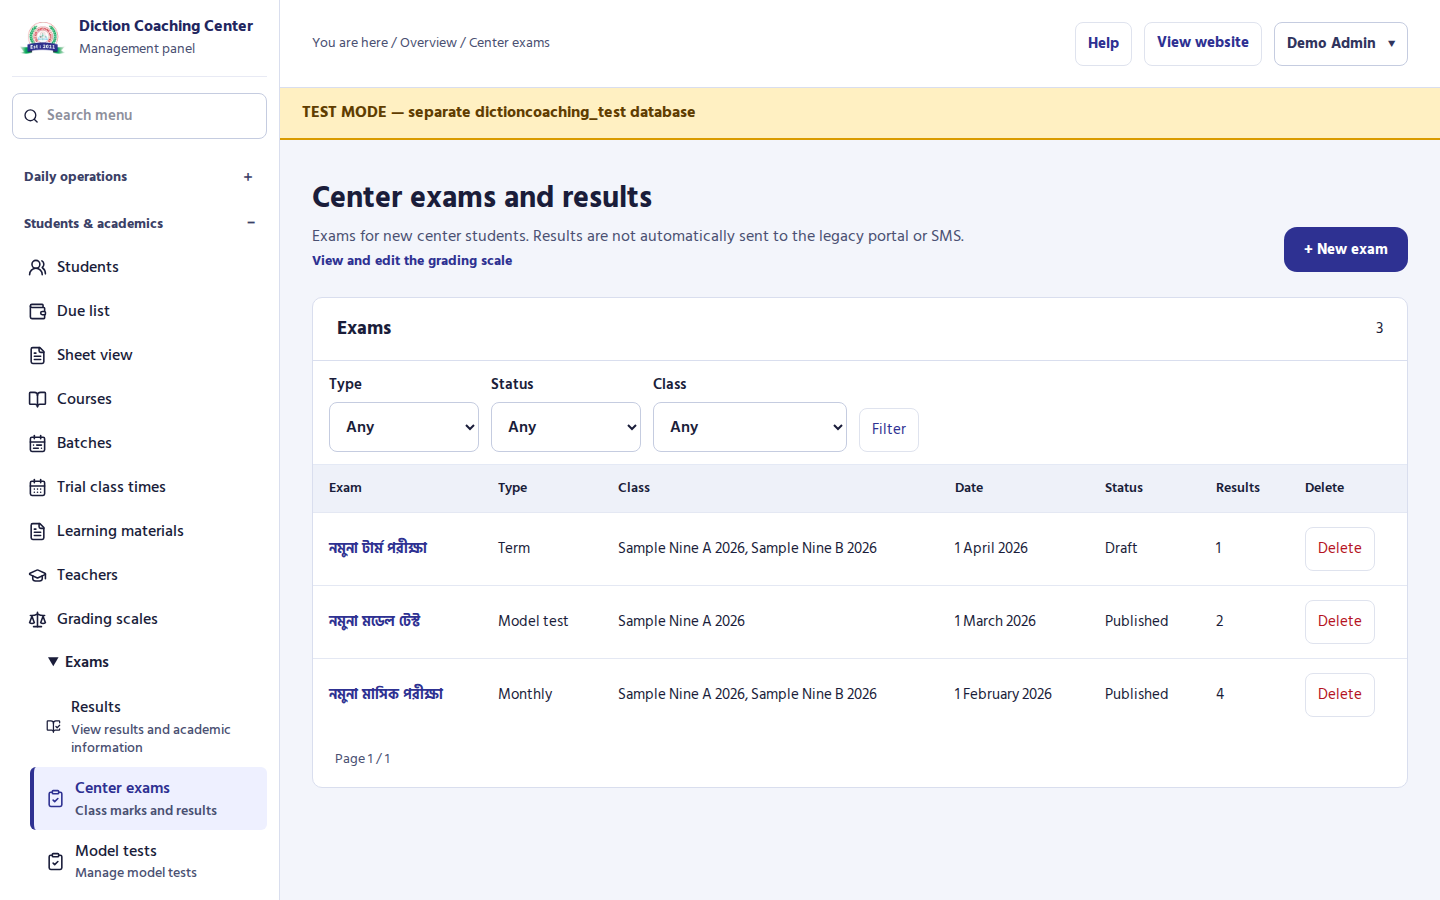 Diction Coaching Center
Management panel
Est : 2011
Search menu
Daily operations +
Students & academics −
Students
Due list
Sheet view
Courses
Batches
Trial class times
Learning materials
Teachers
Grading scales
▼ Exams
Results
View results and academic
information
Center exams
Class marks and results
Model tests
Manage model tests
You are here / Overview / Center exams
Help
View website
Demo Admin ▼
TEST MODE — separate dictioncoaching_test database
Center exams and results
Exams for new center students. Results are not automatically sent to the legacy portal or SMS.
View and edit the grading scale
+ New exam
Exams 3
Type Status Class
Any Any Any Filter
Exam Type Class Date Status Results Delete
নমুনা টার্ম পরীক্ষা Term Sample Nine A 2026, Sample Nine B 2026 1 April 2026 Draft 1 Delete
নমুনা মডেল টেস্ট Model test Sample Nine A 2026 1 March 2026 Published 2 Delete
নমুনা মাসিক পরীক্ষা Monthly Sample Nine A 2026, Sample Nine B 2026 1 February 2026 Published 4 Delete
Page 1 / 1